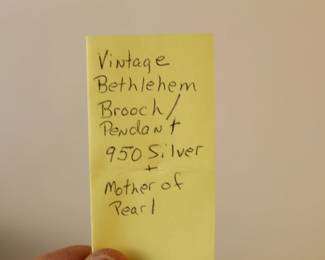 Vintage
Bethlehem
Brooch/
Pendant
950 Silver
+
Mother of
Pearl